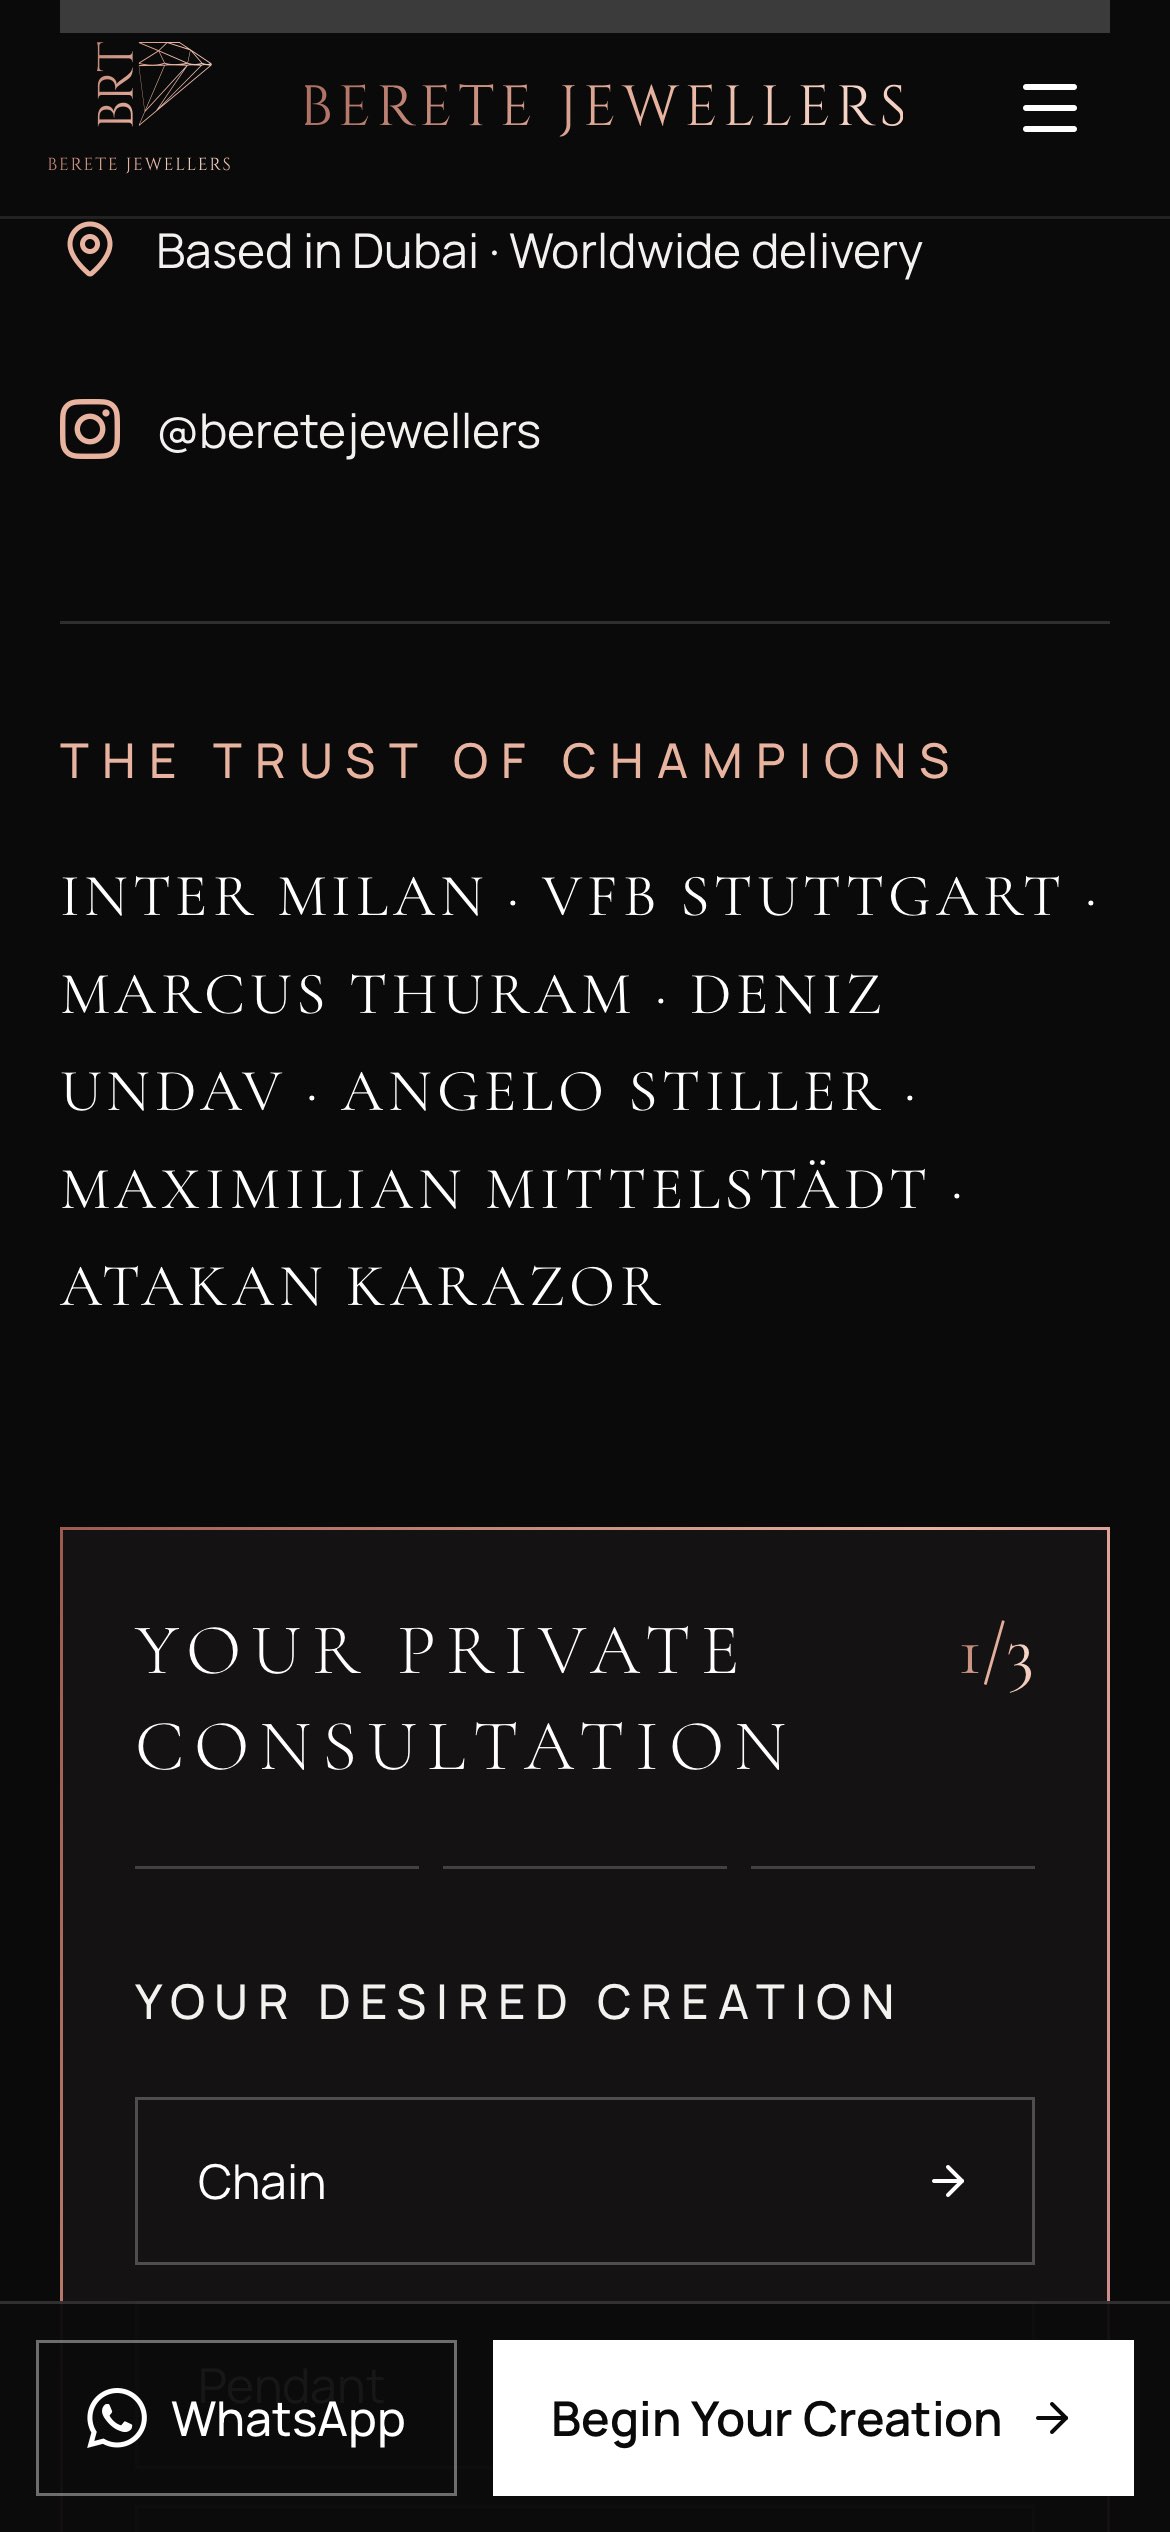 BRT
BERETE JEWELLERS
BERETE JEWELLERS
Based in Dubai · Worldwide delivery
@beretejewellers
THE TRUST OF CHAMPIONS
INTER MILAN · VFB STUTTGART ·
MARCUS THURAM · DENIZ
UNDAV · ANGELO STILLER ·
MAXIMILIAN MITTELSTÄDT ·
ATAKAN KARAZOR
YOUR PRIVATE
CONSULTATION
1/3
YOUR DESIRED CREATION
Chain
Pendant
WhatsApp
Begin Your Creation